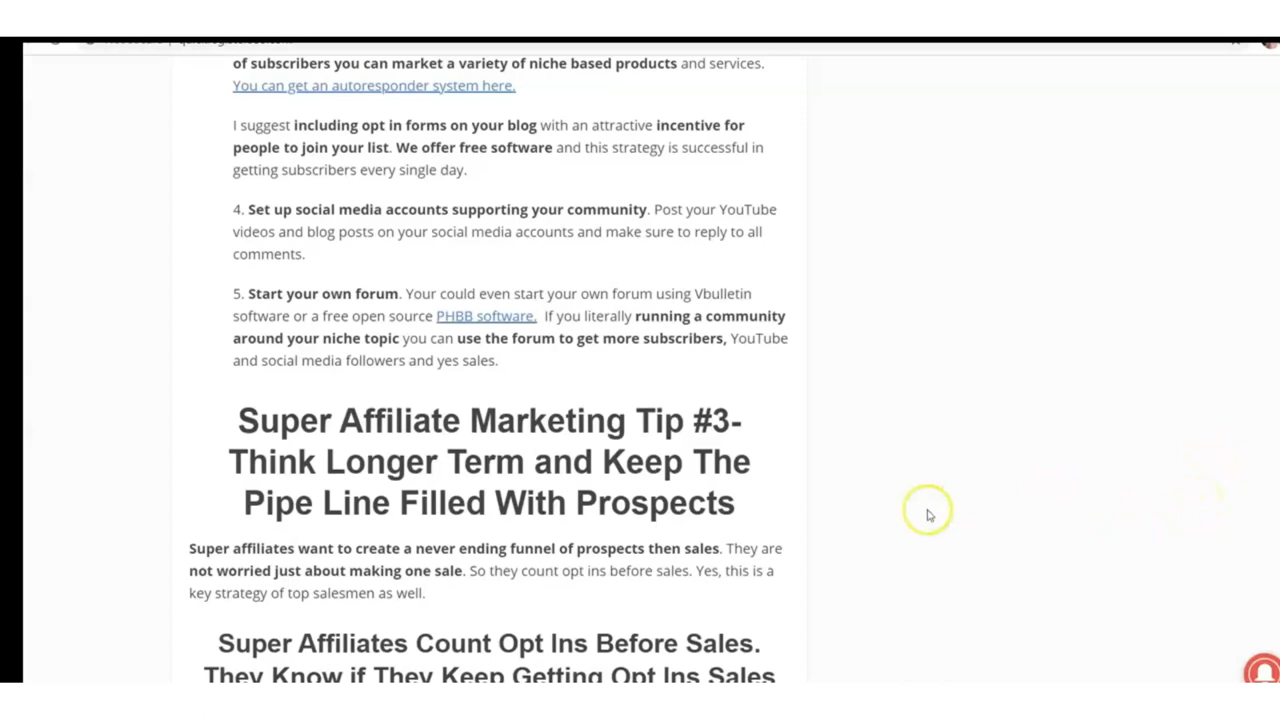 of subscribers you can market a variety of niche based products and services.
You can get an autoresponder system here.
I suggest including opt in forms on your blog with an attractive incentive for
people to join your list. We offer free software and this strategy is successful in
getting subscribers every single day.
4. Set up social media accounts supporting your community. Post your YouTube
videos and blog posts on your social media accounts and make sure to reply to all
comments.
5. Start your own forum. Your could even start your own forum using Vbulletin
software or a free open source PHBB software. If you literally running a community
around your niche topic you can use the forum to get more subscribers, YouTube
and social media followers and yes sales.
Super Affiliate Marketing Tip #3-
Think Longer Term and Keep The
Pipe Line Filled With Prospects
Super affiliates want to create a never ending funnel of prospects then sales. They are
not worried just about making one sale. So they count opt ins before sales. Yes, this is a
key strategy of top salesmen as well.
Super Affiliates Count Opt Ins Before Sales.
They Know if They Keep Getting Opt Ins Sales